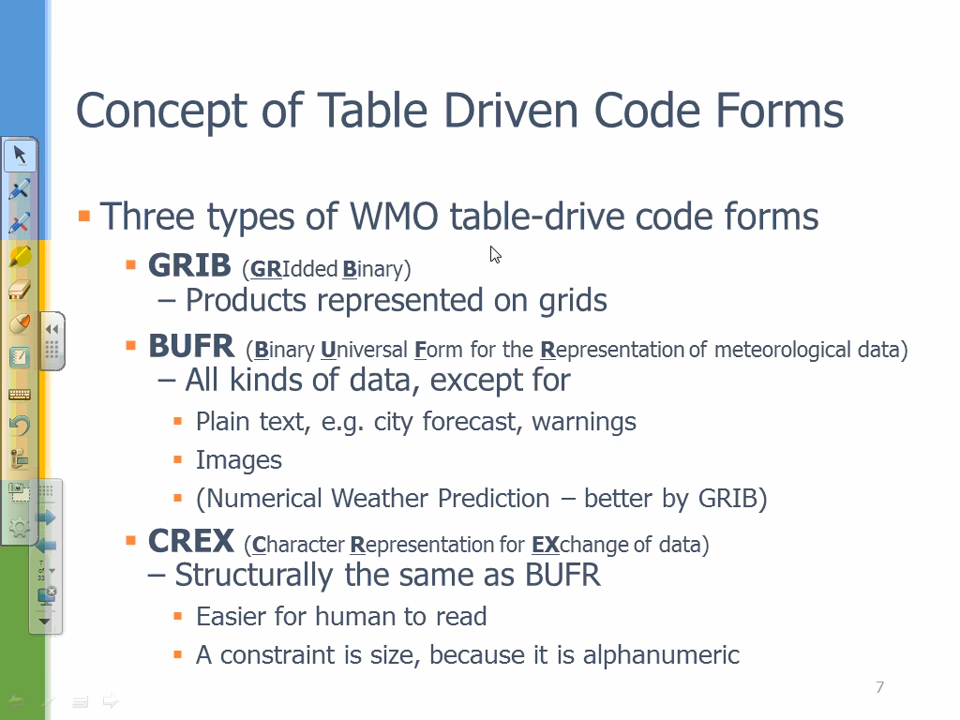 Concept of Table Driven Code Forms
Three types of WMO table-drive code forms
GRIB (GRIdded Binary)
– Products represented on grids
BUFR (Binary Universal Form for the Representation of meteorological data)
– All kinds of data, except for
Plain text, e.g. city forecast, warnings
Images
(Numerical Weather Prediction – better by GRIB)
CREX (Character Representation for EXchange of data)
– Structurally the same as BUFR
Easier for human to read
A constraint is size, because it is alphanumeric
7
7
of
33